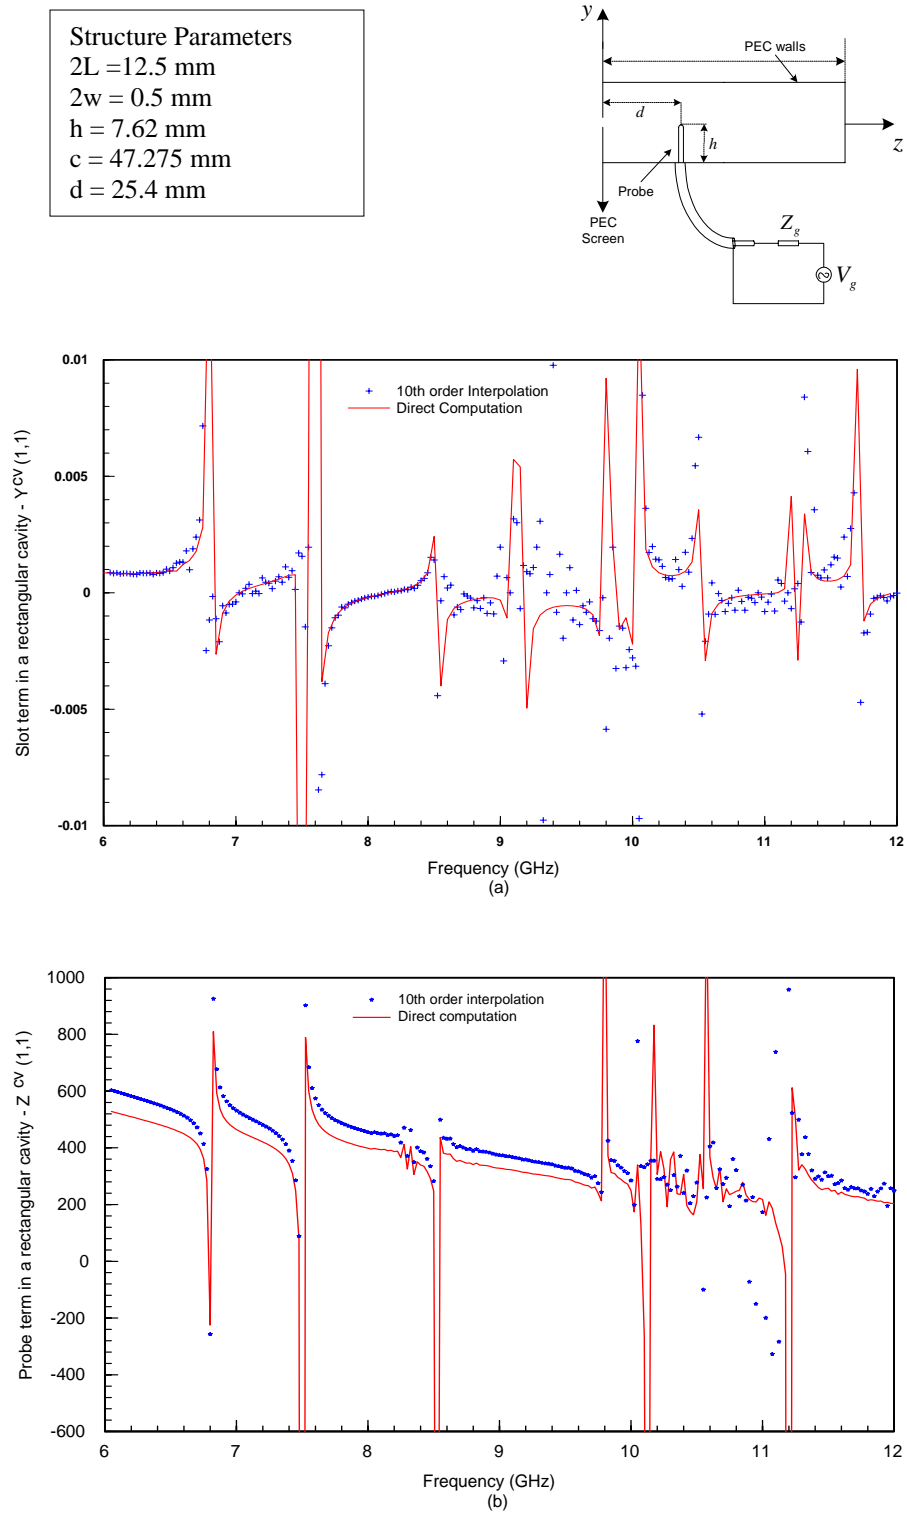 Structure Parameters
2L =12.5 mm
2w = 0.5 mm
h = 7.62 mm
c = 47.275 mm
d = 25.4 mm
y
PEC walls
d
h
z
Probe
PEC
Screen
Z_g
V_g
0.01
0.005
0
-0.005
-0.01
Slot term in a rectangular cavity - Y^cv (1,1)
10th order Interpolation
Direct Computation
6 7 8 9 10 11 12
Frequency (GHz)
(a)
1000
800
600
400
200
0
-200
-400
-600
Probe term in a rectangular cavity - Z^cv (1,1)
10th order interpolation
Direct computation
6 7 8 9 10 11 12
Frequency (GHz)
(b)